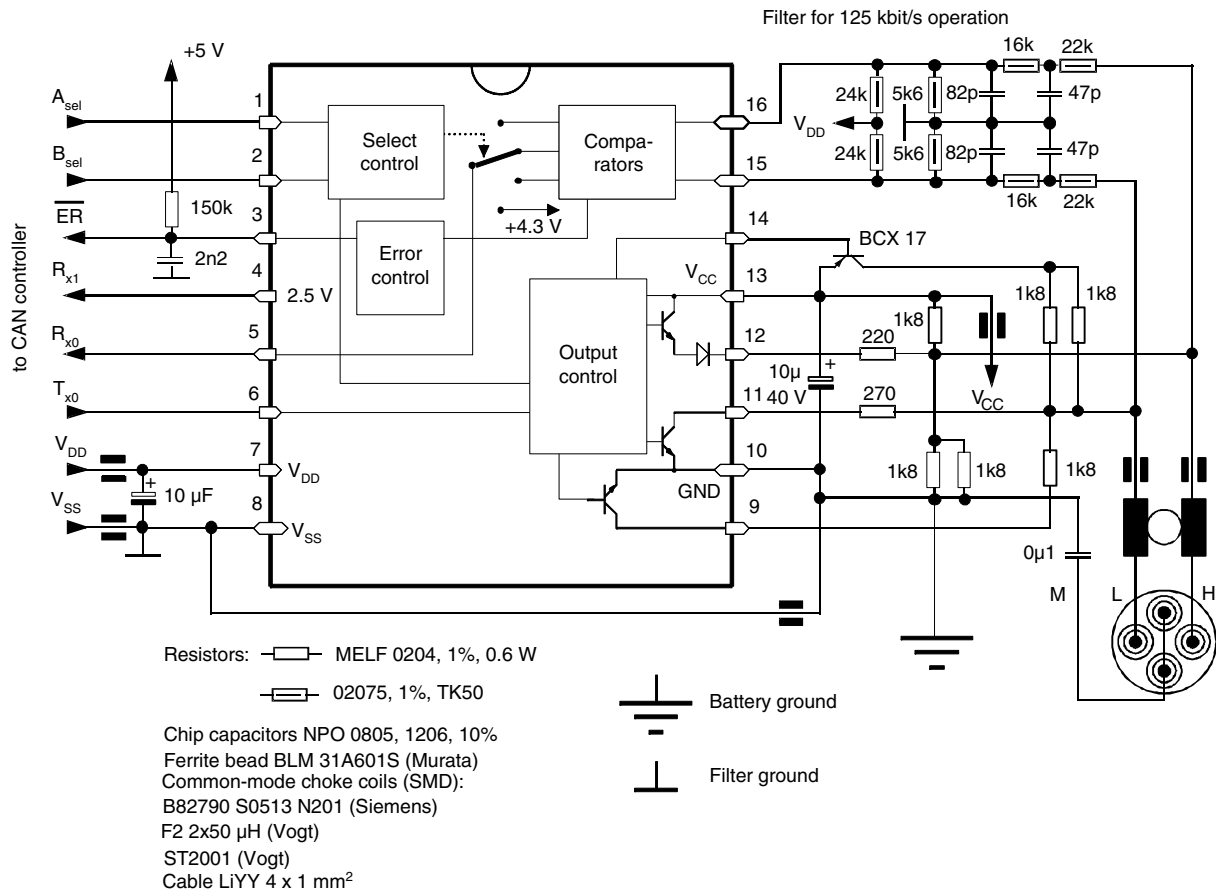 Filter for 125 kbit/s operation
+5 V
16k
22k
A_sel
1
16
24k
5k6
82p
47p
Select control
Compa-rators
V_DD
B_sel
2
15
24k
5k6
82p
47p
16k
22k
ER
150k
3
+4.3 V
14
BCX 17
2n2
Error control
R_x1
4
2.5 V
V_CC
13
1k8
1k8
1k8
to CAN controller
R_x0
5
Output control
12
220
10µ
+
40 V
V_CC
T_x0
6
11
270
V_DD
7
V_DD
10
GND
1k8
1k8
1k8
+
10 µF
V_SS
8
V_SS
9
0µ1
M
L
H
Resistors:
MELF 0204, 1%, 0.6 W
02075, 1%, TK50
Battery ground
Chip capacitors NPO 0805, 1206, 10%
Ferrite bead BLM 31A601S (Murata)
Filter ground
Common-mode choke coils (SMD):
B82790 S0513 N201 (Siemens)
F2 2x50 µH (Vogt)
ST2001 (Vogt)
Cable LiYY 4 x 1 mm²